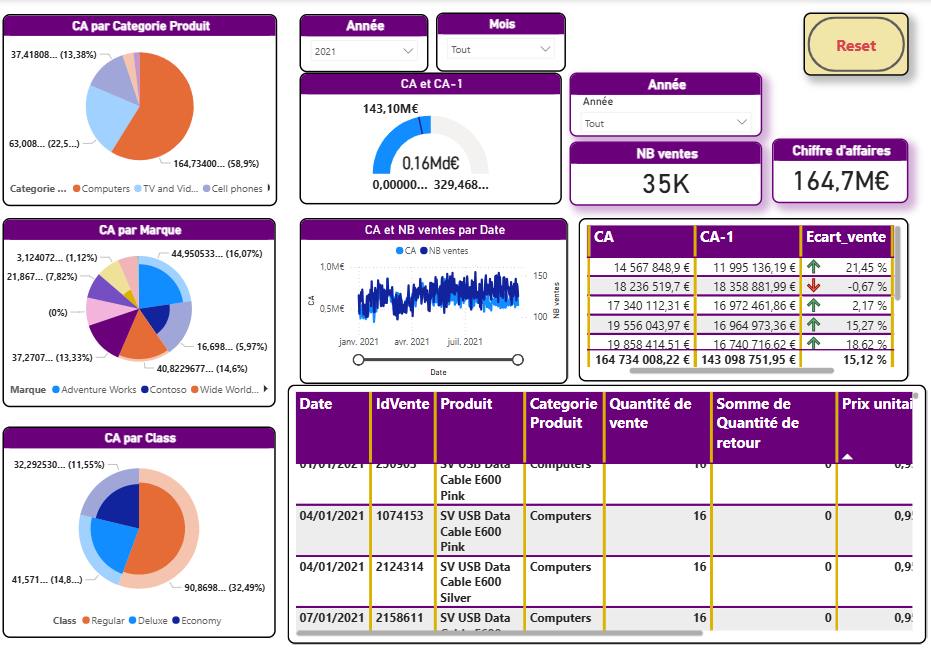 CA par Categorie Produit
37,41808... (13,38%)
63,008... (22,5...)
164,73400... (58,9%)
Categorie ... Computers TV and Vid... Cell phones
Année
2021
Mois
Tout
Reset
CA et CA-1
143,10M€
0,16Md€
0,00000... 329,468...
Année
Année
Tout
NB ventes
35K
Chiffre d'affaires
164,7M€
CA par Marque
3,124072... (1,12%)
44,950533... (16,07%)
21,867... (7,82%)
(0%)
16,698... (5,97%)
37,2707... (13,33%)
40,8229677... (14,6%)
Marque Adventure Works Contoso Wide World...
CA et NB ventes par Date
CA NB ventes
1,0M€
0,5M€
CA
150
100
NB ventes
janv. 2021 avr. 2021 juil. 2021
Date
CA CA-1 Ecart_vente
14 567 848,9 € 11 995 136,19 € 21,45 %
18 236 519,7 € 18 358 881,99 € -0,67 %
17 340 112,31 € 16 972 461,86 € 2,17 %
19 556 043,97 € 16 964 973,36 € 15,27 %
19 858 414,51 € 16 740 716,62 € 18,62 %
164 734 008,22 € 143 098 751,95 € 15,12 %
CA par Class
32,292530... (11,55%)
41,571... (14,8...)
90,8698... (32,49%)
Class Regular Deluxe Economy
Date IdVente Produit Categorie Quantité de Somme de Prix unitai
Produit vente Quantité de
retour
01/01/2021 250903 SV USB Data Computers 16 0 0,9
Cable E600
Pink
04/01/2021 1074153 SV USB Data Computers 16 0 0,9
Cable E600
Pink
04/01/2021 2124314 SV USB Data Computers 16 0 0,9
Cable E600
Silver
07/01/2021 2158611 SV USB Data Computers 16 0 0,9
Cable E600